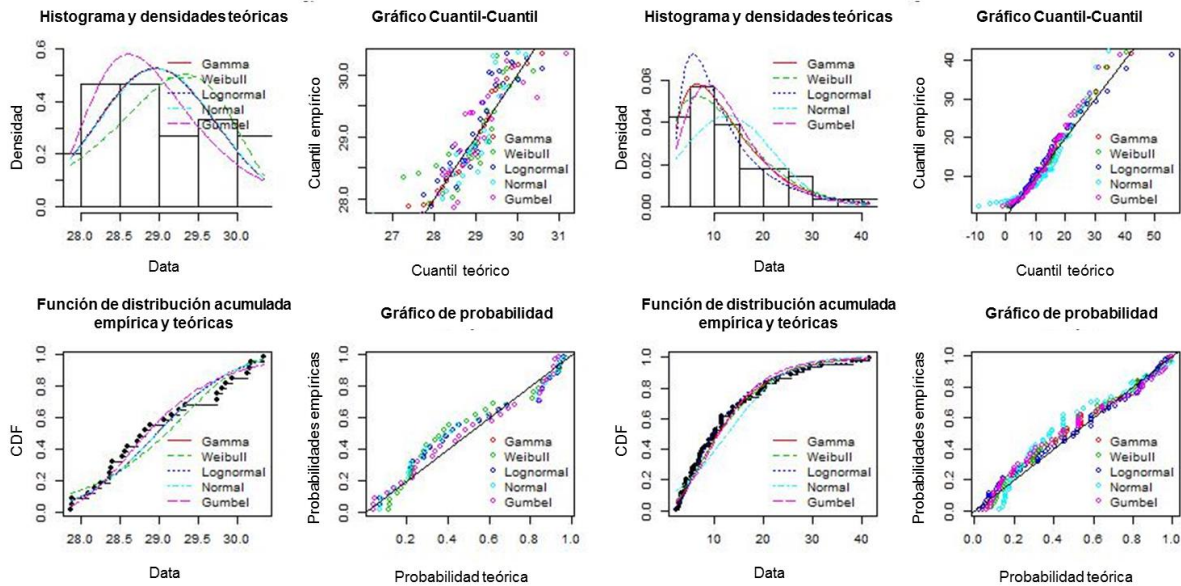 Histograma y densidades teóricas
Densidad
0.0 0.2 0.4 0.6
Gamma
Weibull
Lognormal
Normal
Gumbel
28.0 28.5 29.0 29.5 30.0
Data
Gráfico Cuantil-Cuantil
Cuantil empírico
28.0 29.0 30.0
Gamma
Weibull
Lognormal
Normal
Gumbel
27 28 29 30 31
Cuantil teórico
Histograma y densidades teóricas
Densidad
0.00 0.02 0.04 0.06
Gamma
Weibull
Lognormal
Normal
Gumbel
10 20 30 40
Data
Gráfico Cuantil-Cuantil
Cuantil empírico
10 20 30 40
Gamma
Weibull
Lognormal
Normal
Gumbel
-10 0 10 20 30 40 50
Cuantil teórico
Función de distribución acumulada
empírica y teóricas
CDF
0.0 0.2 0.4 0.6 0.8 1.0
Gamma
Weibull
Lognormal
Normal
Gumbel
28.0 28.5 29.0 29.5 30.0
Data
Gráfico de probabilidad
Probabilidades empíricas
0.0 0.2 0.4 0.6 0.8 1.0
Gamma
Weibull
Lognormal
Normal
Gumbel
0.2 0.4 0.6 0.8 1.0
Probabilidad teórica
Función de distribución acumulada
empírica y teóricas
CDF
0.0 0.2 0.4 0.6 0.8 1.0
Gamma
Weibull
Lognormal
Normal
Gumbel
10 20 30 40
Data
Gráfico de probabilidad
Probabilidades empíricas
0.0 0.2 0.4 0.6 0.8 1.0
Gamma
Weibull
Lognormal
Normal
Gumbel
0.0 0.2 0.4 0.6 0.8 1.0
Probabilidad teórica